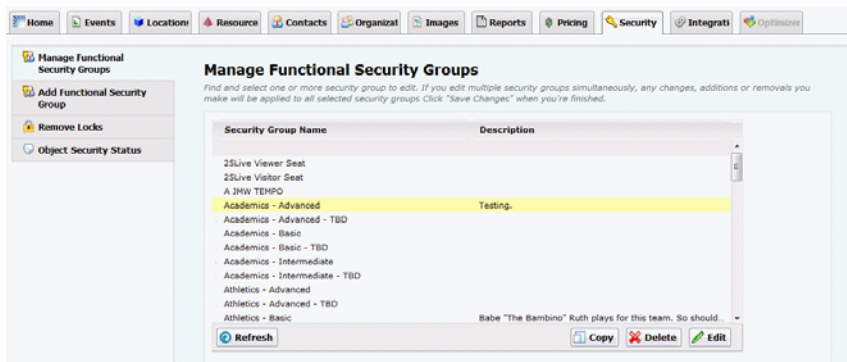 Home Events Locations Resource Contacts Organizat Images Reports Pricing Security Integrati Optimizer
Manage Functional
Security Groups
Add Functional Security
Group
Remove Locks
Object Security Status
Manage Functional Security Groups
Find and select one or more security group to edit. If you edit multiple security groups simultaneously, any changes, additions or removals you
make will be applied to all selected security groups Click "Save Changes" when you're finished.
Security Group Name Description
25Live Viewer Seat
25Live Visitor Seat
A JMW TEMPO
Academics - Advanced Testing.
Academics - Advanced - TBD
Academics - Basic
Academics - Basic - TBD
Academics - Intermediate
Academics - Intermediate - TBD
Athletics - Advanced
Athletics - Advanced - TBD
Athletics - Basic Babe "The Bambino" Ruth plays for this team. So should...
Refresh Copy Delete Edit